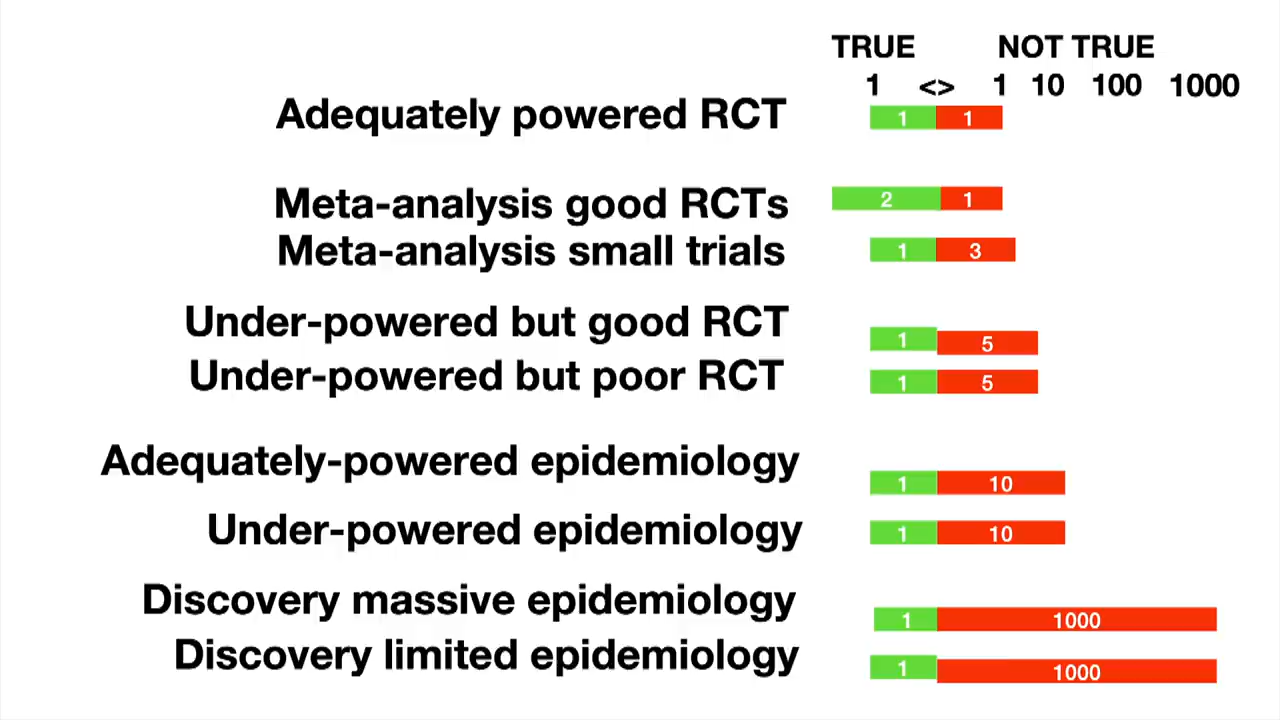 TRUE NOT TRUE
1 <> 1 10 100 1000
Adequately powered RCT 1 1
Meta-analysis good RCTs 2 1
Meta-analysis small trials 1 3
Under-powered but good RCT 1 5
Under-powered but poor RCT 1 5
Adequately-powered epidemiology 1 10
Under-powered epidemiology 1 10
Discovery massive epidemiology 1 1000
Discovery limited epidemiology 1 1000